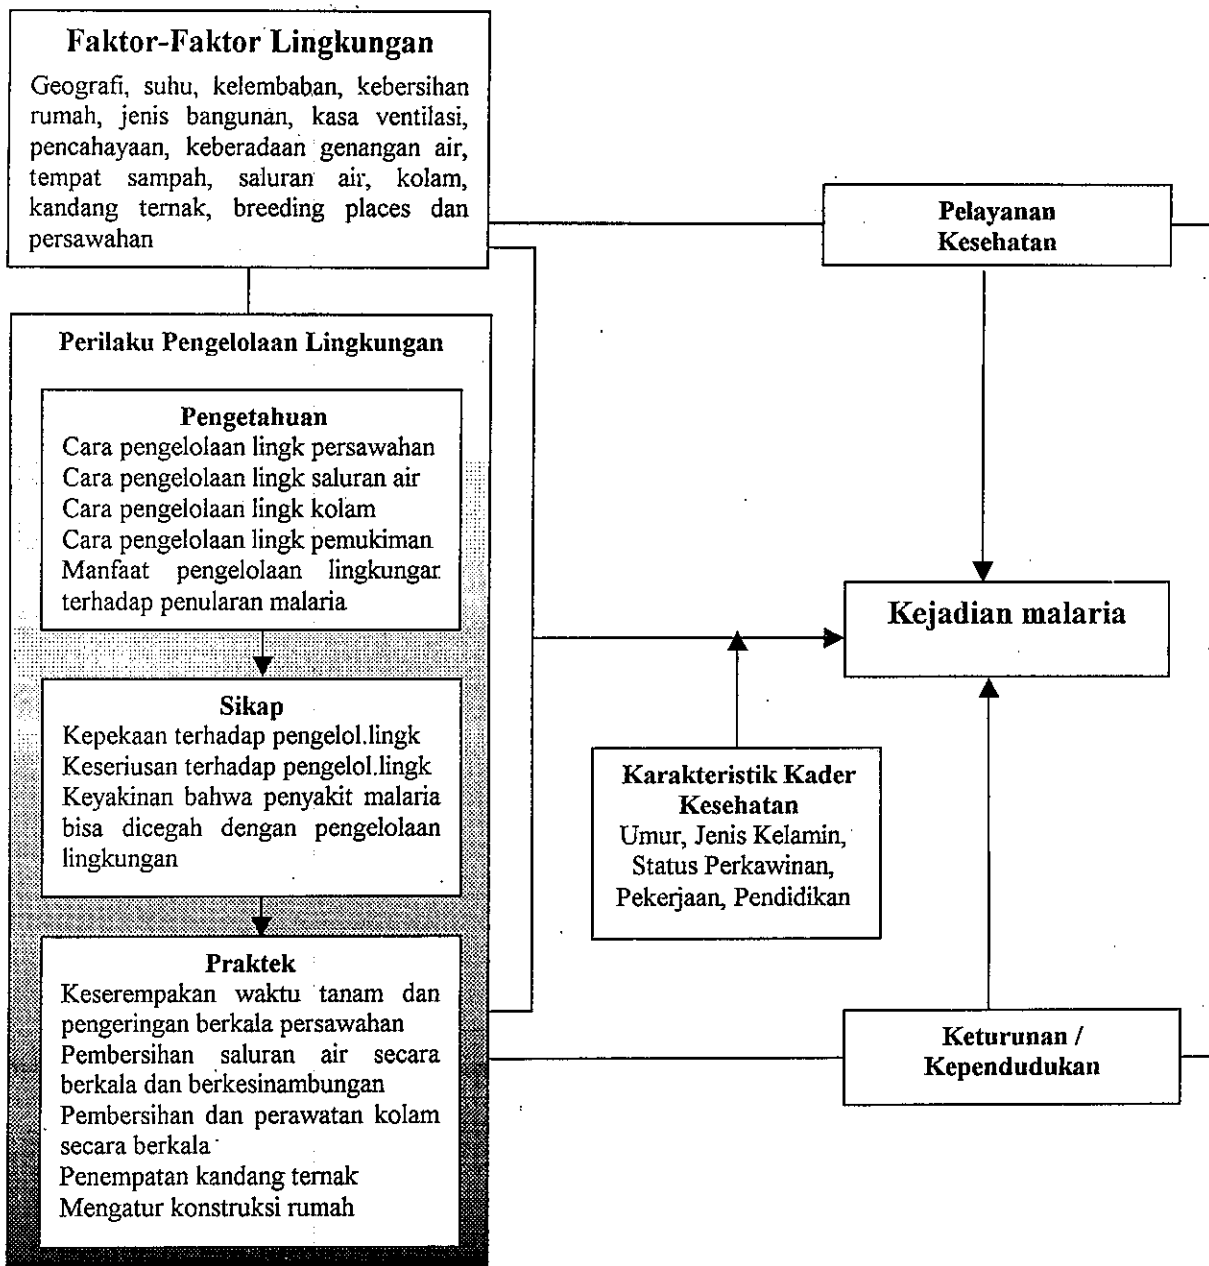 Faktor-Faktor Lingkungan
Geografi, suhu, kelembaban, kebersihan
rumah, jenis bangunan, kasa ventilasi,
pencahayaan, keberadaan genangan air,
tempat sampah, saluran air, kolam,
kandang ternak, breeding places dan
persawahan
Pelayanan
Kesehatan
Perilaku Pengelolaan Lingkungan
Pengetahuan
Cara pengelolaan lingk persawahan
Cara pengelolaan lingk saluran air
Cara pengelolaan lingk kolam
Cara pengelolaan lingk pemukiman
Manfaat pengelolaan lingkungan
terhadap penularan malaria
Kejadian malaria
Sikap
Kepekaan terhadap pengelol.lingk
Keseriusan terhadap pengelol.lingk
Keyakinan bahwa penyakit malaria
bisa dicegah dengan pengelolaan
lingkungan
Karakteristik Kader
Kesehatan
Umur, Jenis Kelamin,
Status Perkawinan,
Pekerjaan, Pendidikan
Praktek
Keserempakan waktu tanam dan
pengeringan berkala persawahan
Pembersihan saluran air secara
berkala dan berkesinambungan
Pembersihan dan perawatan kolam
secara berkala
Penempatan kandang ternak
Mengatur konstruksi rumah
Keturunan /
Kependudukan